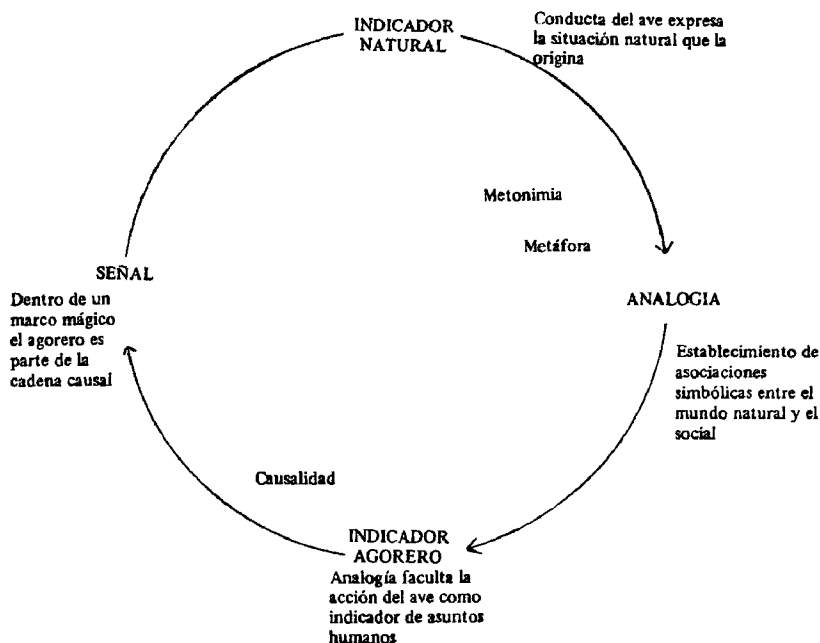 INDICADOR
NATURAL
Conducta del ave expresa
la situación natural que la
origina
Metonimia
Metáfora
SEÑAL
Dentro de un
marco mágico
el agorero es
parte de la
cadena causal
ANALOGIA
Establecimiento de
asociaciones
simbólicas entre el
mundo natural y el
social
Causalidad
INDICADOR
AGORERO
Analogía faculta la
acción del ave como
indicador de asuntos
humanos